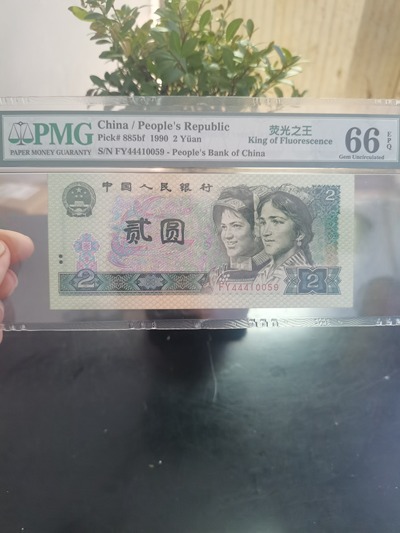 PMG
PAPER MONEY GUARANTY
China / People's Republic
Pick# 885bf 1990 2 Yüan
S/N FY44410059 - People's Bank of China
荧光之王
King of Fluorescence
66 EPQ
Gem Uncirculated
中国人民银行
贰圆
2
FY44410059
2
2